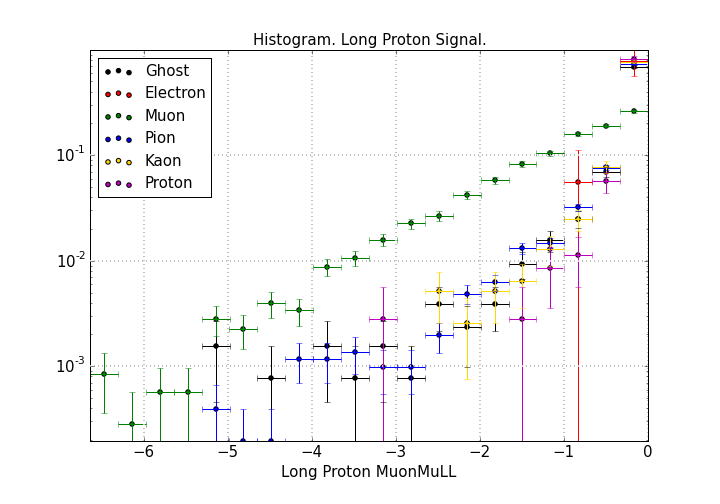 Histogram. Long Proton Signal.
Ghost
Electron
Muon
Pion
Kaon
Proton
10^-1
10^-2
10^-3
−6 −5 −4 −3 −2 −1 0
Long Proton MuonMuLL